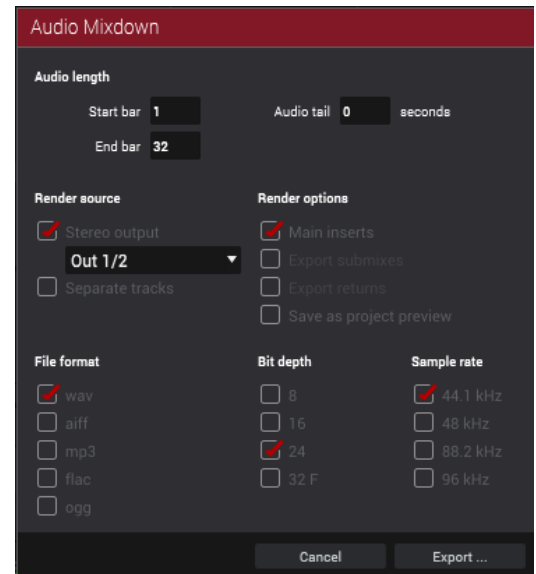 Audio Mixdown
Audio length
Start bar 1 Audio tail 0 seconds
End bar 32
Render source Render options
Stereo output Main inserts
Out 1/2 Export submixes
Separate tracks Export returns
Save as project preview
File format Bit depth Sample rate
wav 8 44.1 kHz
aiff 16 48 kHz
mp3 24 88.2 kHz
flac 32 F 96 kHz
ogg
Cancel Export ...